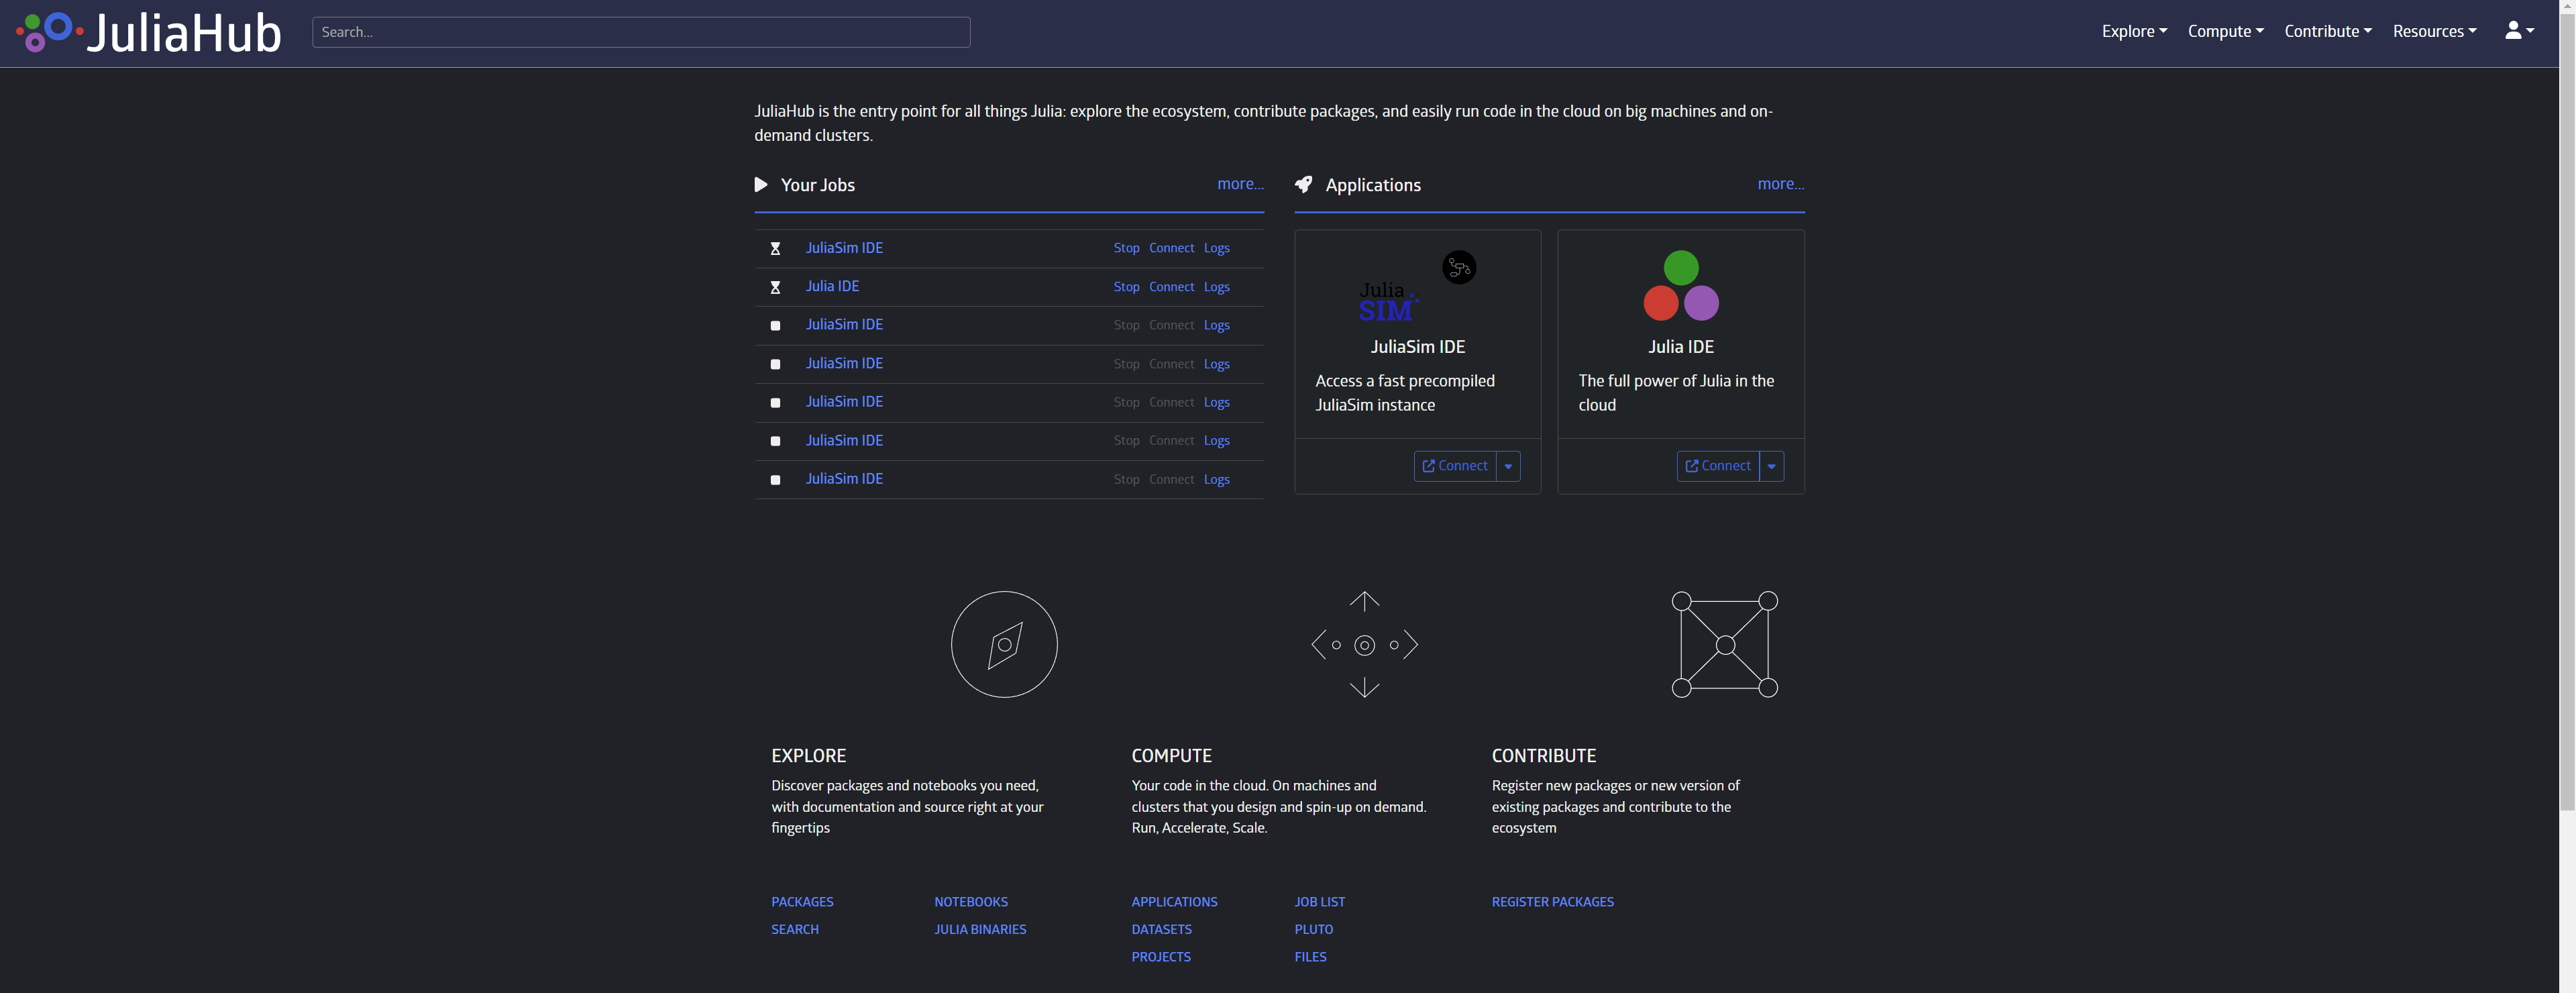 JuliaHub
Search...
Explore
Compute
Contribute
Resources
JuliaHub is the entry point for all things Julia: explore the ecosystem, contribute packages, and easily run code in the cloud on big machines and on-
demand clusters.
Your Jobs
more...
JuliaSim IDE Stop Connect Logs
Julia IDE Stop Connect Logs
JuliaSim IDE Stop Connect Logs
JuliaSim IDE Stop Connect Logs
JuliaSim IDE Stop Connect Logs
JuliaSim IDE Stop Connect Logs
JuliaSim IDE Stop Connect Logs
Applications
more...
Julia
SIM
JuliaSim IDE
Access a fast precompiled
JuliaSim instance
Connect
Julia IDE
The full power of Julia in the
cloud
Connect
EXPLORE
Discover packages and notebooks you need,
with documentation and source right at your
fingertips
PACKAGES
NOTEBOOKS
SEARCH
JULIA BINARIES
COMPUTE
Your code in the cloud. On machines and
clusters that you design and spin-up on demand.
Run, Accelerate, Scale.
APPLICATIONS
JOB LIST
DATASETS
PLUTO
PROJECTS
FILES
CONTRIBUTE
Register new packages or new version of
existing packages and contribute to the
ecosystem
REGISTER PACKAGES